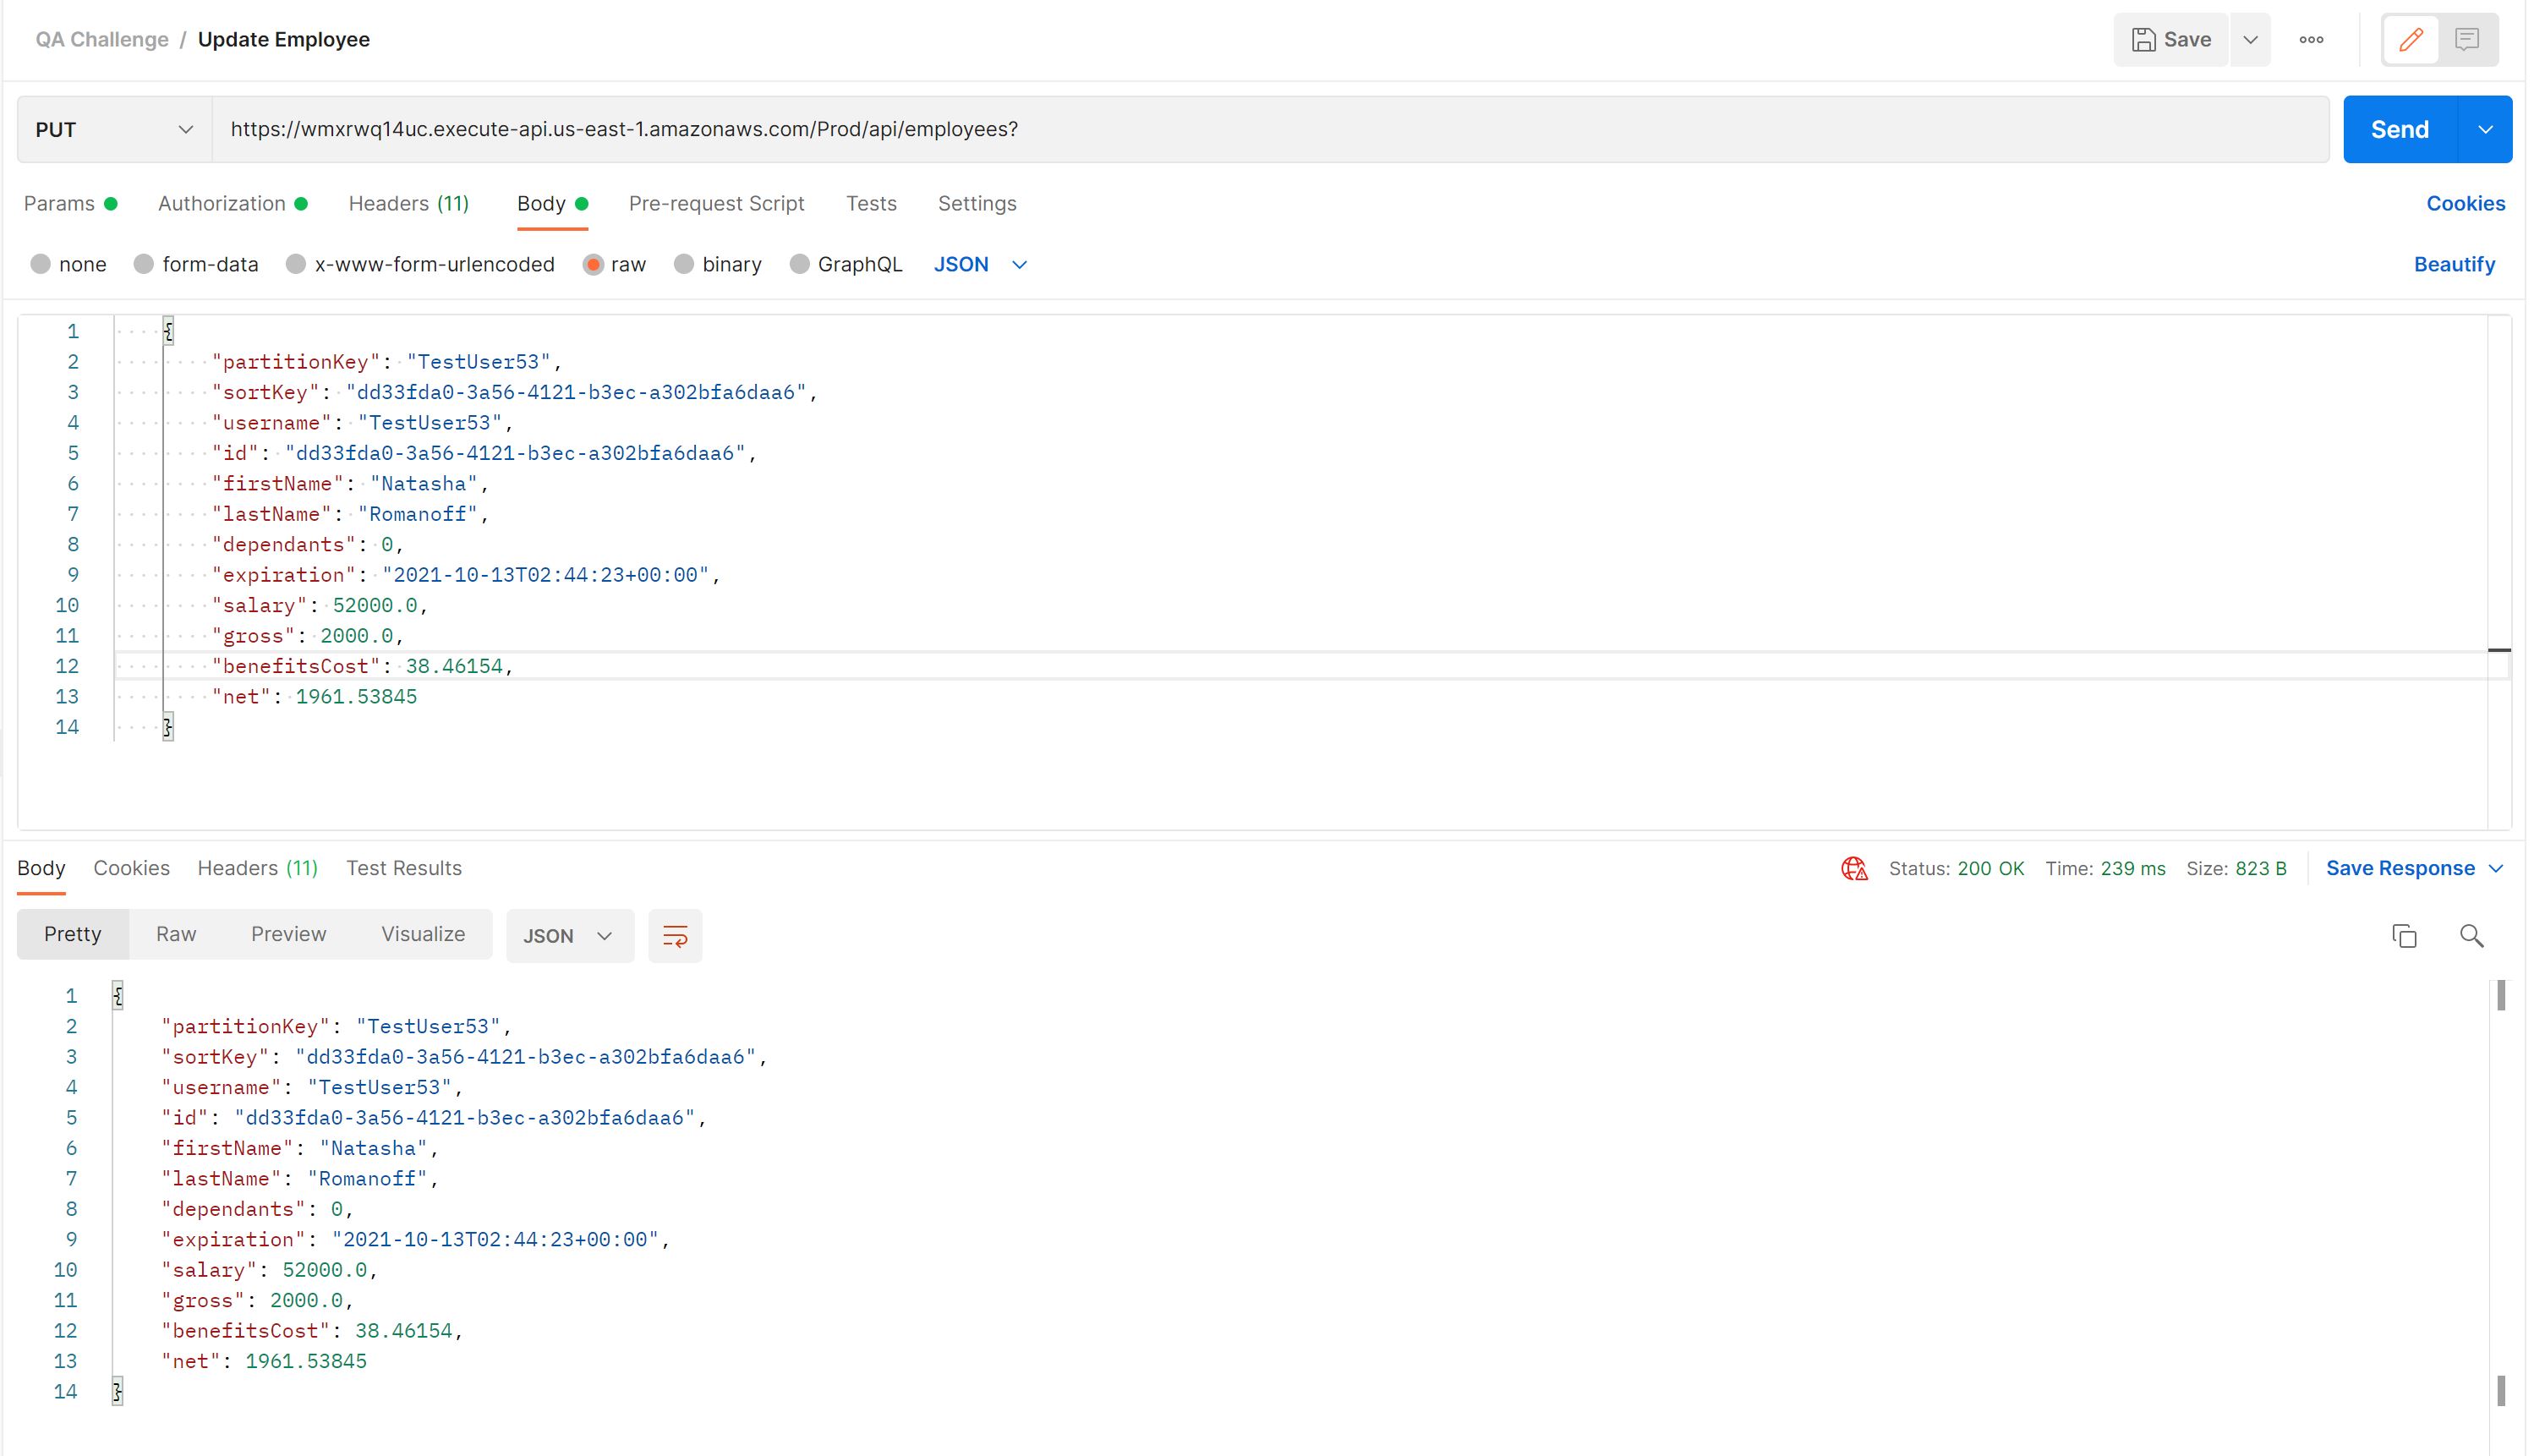 QA Challenge / Update Employee
Save
PUT
https://wmxrwq14uc.execute-api.us-east-1.amazonaws.com/Prod/api/employees?
Send
Params Authorization Headers (11) Body Pre-request Script Tests Settings Cookies
none form-data x-www-form-urlencoded raw binary GraphQL JSON Beautify
1 {
2 "partitionKey": "TestUser53",
3 "sortKey": "dd33fda0-3a56-4121-b3ec-a302bfa6daa6",
4 "username": "TestUser53",
5 "id": "dd33fda0-3a56-4121-b3ec-a302bfa6daa6",
6 "firstName": "Natasha",
7 "lastName": "Romanoff",
8 "dependants": 0,
9 "expiration": "2021-10-13T02:44:23+00:00",
10 "salary": 52000.0,
11 "gross": 2000.0,
12 "benefitsCost": 38.46154,
13 "net": 1961.53845
14 }
Body Cookies Headers (11) Test Results Status: 200 OK Time: 239 ms Size: 823 B Save Response
Pretty Raw Preview Visualize JSON
1 {
2 "partitionKey": "TestUser53",
3 "sortKey": "dd33fda0-3a56-4121-b3ec-a302bfa6daa6",
4 "username": "TestUser53",
5 "id": "dd33fda0-3a56-4121-b3ec-a302bfa6daa6",
6 "firstName": "Natasha",
7 "lastName": "Romanoff",
8 "dependants": 0,
9 "expiration": "2021-10-13T02:44:23+00:00",
10 "salary": 52000.0,
11 "gross": 2000.0,
12 "benefitsCost": 38.46154,
13 "net": 1961.53845
14 }